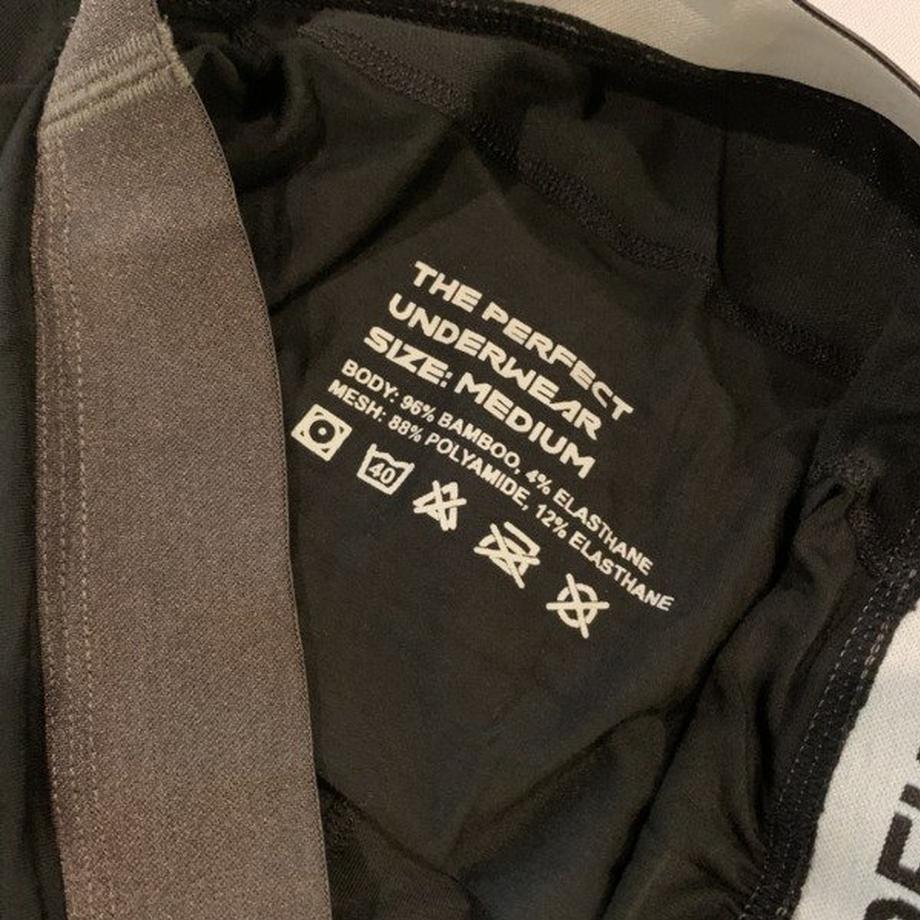 THE PERFECT
UNDERWEAR
SIZE: MEDIUM
BODY: 96% BAMBOO, 4% ELASTHANE
MESH: 88% POLYAMIDE, 12% ELASTHANE
40